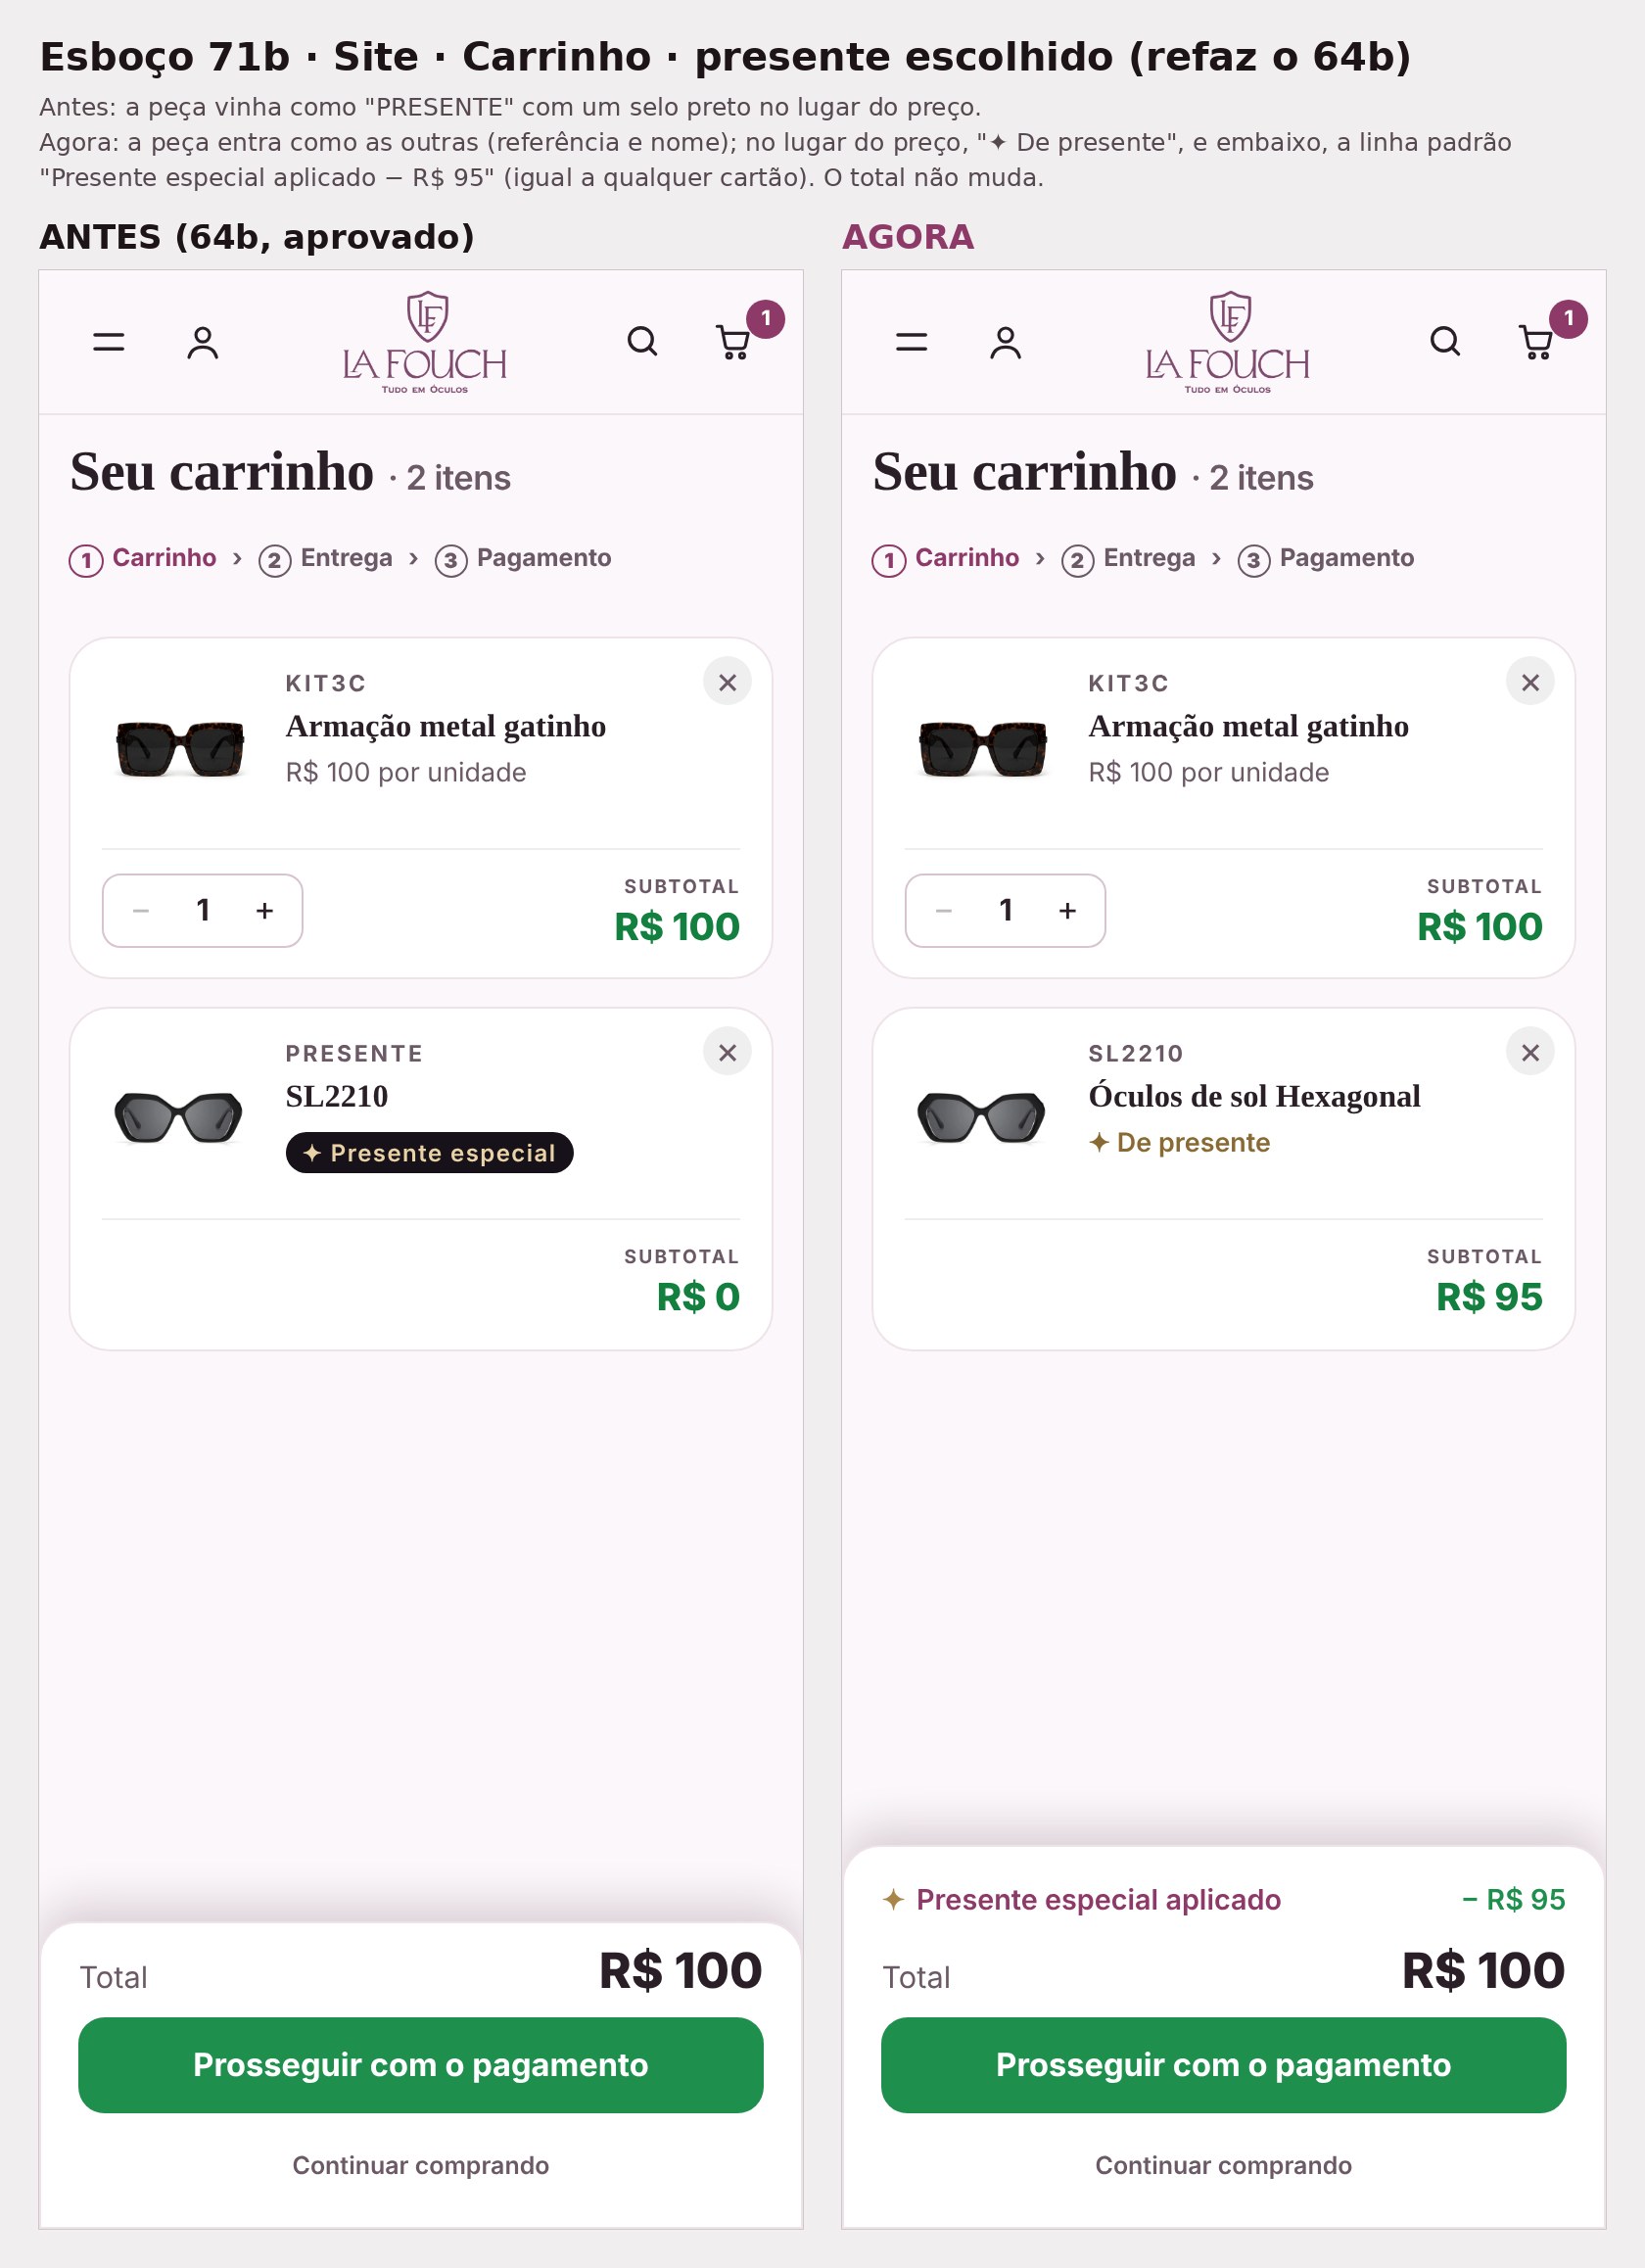 Esboço 71b · Site · Carrinho · presente escolhido (refaz o 64b)
Antes: a peça vinha como "PRESENTE" com um selo preto no lugar do preço.
Agora: a peça entra como as outras (referência e nome); no lugar do preço, "✦ De presente", e embaixo, a linha padrão
"Presente especial aplicado − R$ 95" (igual a qualquer cartão). O total não muda.
ANTES (64b, aprovado)
LF
LA FOUCH
TUDO EM ÓCULOS
1
Seu carrinho · 2 itens
1 Carrinho › 2 Entrega › 3 Pagamento
KIT3C
×
Armação metal gatinho
R$ 100 por unidade
− 1 +
SUBTOTAL
R$ 100
PRESENTE
×
SL2210
✦ Presente especial
SUBTOTAL
R$ 0
Total R$ 100
Prosseguir com o pagamento
Continuar comprando
AGORA
LF
LA FOUCH
TUDO EM ÓCULOS
1
Seu carrinho · 2 itens
1 Carrinho › 2 Entrega › 3 Pagamento
KIT3C
×
Armação metal gatinho
R$ 100 por unidade
− 1 +
SUBTOTAL
R$ 100
SL2210
×
Óculos de sol Hexagonal
✦ De presente
SUBTOTAL
R$ 95
✦ Presente especial aplicado − R$ 95
Total R$ 100
Prosseguir com o pagamento
Continuar comprando